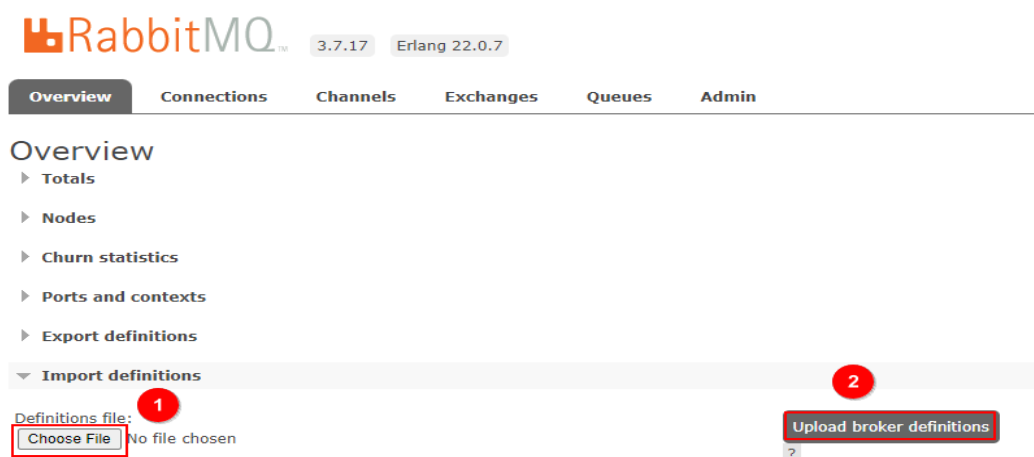 RabbitMQ™ 3.7.17 Erlang 22.0.7
Overview Connections Channels Exchanges Queues Admin
Overview
Totals
Nodes
Churn statistics
Ports and contexts
Export definitions
Import definitions
1
2
Definitions file:
Choose File No file chosen
Upload broker definitions
?